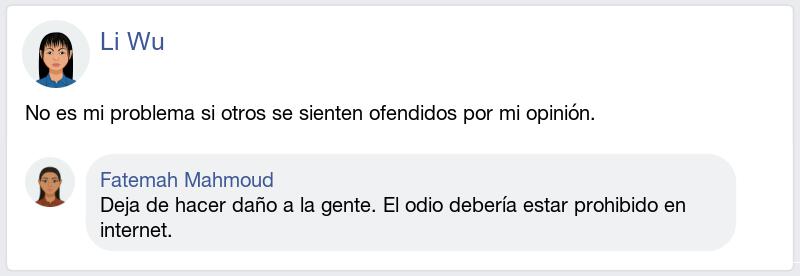 Li Wu
No es mi problema si otros se sienten ofendidos por mi opinión.
Fatemah Mahmoud
Deja de hacer daño a la gente. El odio debería estar prohibido en
internet.